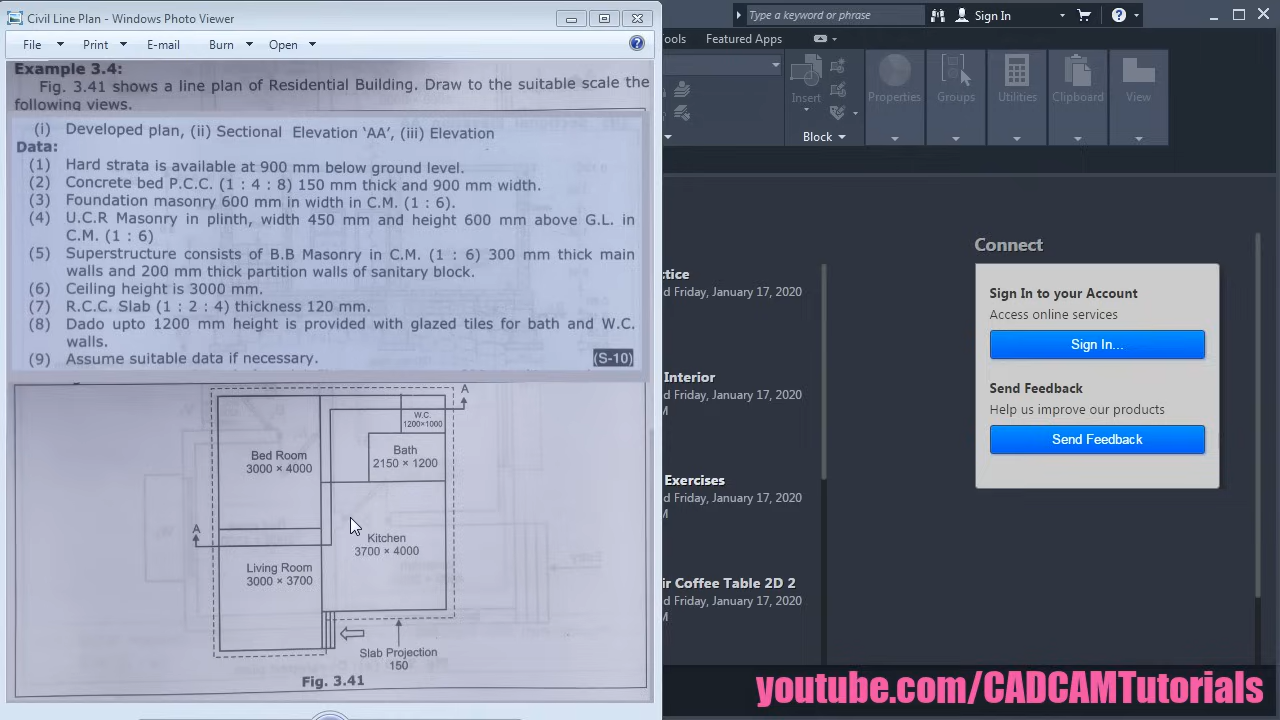 Civil Line Plan - Windows Photo Viewer
File Print E-mail Burn Open
Example 3.4:
Fig. 3.41 shows a line plan of Residential Building. Draw to the suitable scale the
following views.
(i) Developed plan, (ii) Sectional Elevation 'AA', (iii) Elevation
Data:
(1) Hard strata is available at 900 mm below ground level.
(2) Concrete bed P.C.C. (1 : 4 : 8) 150 mm thick and 900 mm width.
(3) Foundation masonry 600 mm in width in C.M. (1 : 6).
(4) U.C.R Masonry in plinth, width 450 mm and height 600 mm above G.L. in
C.M. (1 : 6)
(5) Superstructure consists of B.B Masonry in C.M. (1 : 6) 300 mm thick main
walls and 200 mm thick partition walls of sanitary block.
(6) Ceiling height is 3000 mm.
(7) R.C.C. Slab (1 : 2 : 4) thickness 120 mm.
(8) Dado upto 1200 mm height is provided with glazed tiles for bath and W.C.
walls.
(9) Assume suitable data if necessary. (S-10)
A
W.C.
1200×1000
Bath
2150 × 1200
Bed Room
3000 × 4000
A
Kitchen
3700 × 4000
Living Room
3000 × 3700
Slab Projection
150
Fig. 3.41
Type a keyword or phrase
Sign In
Tools Featured Apps
Insert
Properties
Groups
Utilities
Clipboard
View
Block
Connect
Sign In to your Account
Access online services
Sign In...
Send Feedback
Help us improve our products
Send Feedback
ctice
d Friday, January 17, 2020
Interior
d Friday, January 17, 2020
M
Exercises
d Friday, January 17, 2020
M
ir Coffee Table 2D 2
d Friday, January 17, 2020
M
youtube.com/CADCAMTutorials